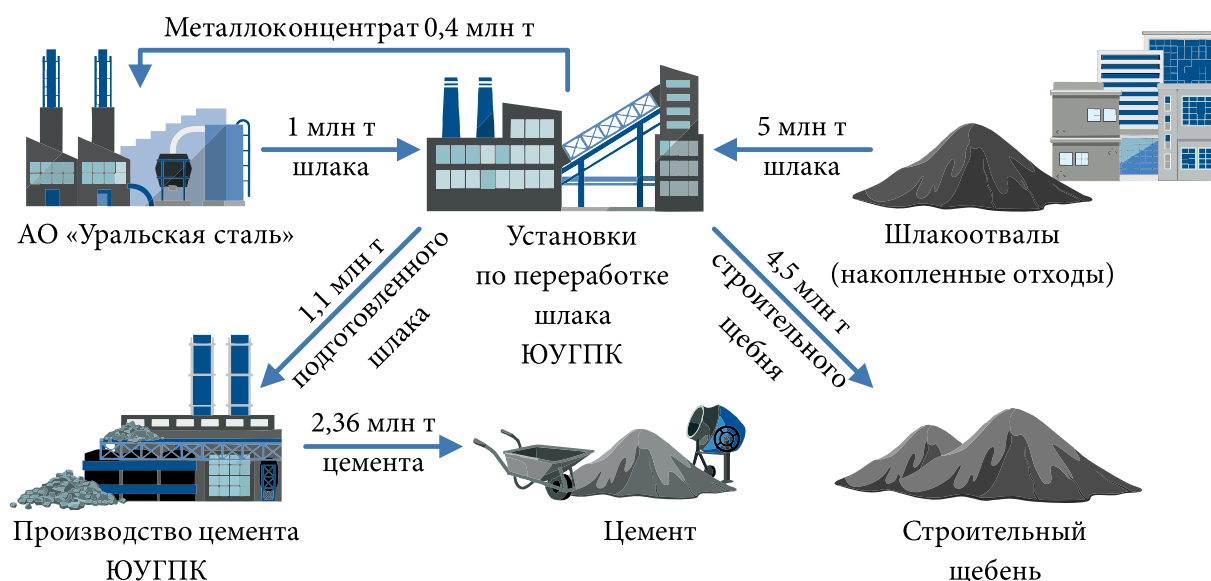 Металлоконцентрат 0,4 млн т
1 млн т
шлака
5 млн т
шлака
АО «Уральская сталь»
Установки
по переработке
шлака
ЮУГПК
Шлакоотвалы
(накопленные отходы)
1,1 млн т
подготовленного
шлака
4,5 млн т
строительного
щебня
2,36 млн т
цемента
Производство цемента
ЮУГПК
Цемент
Строительный
щебень